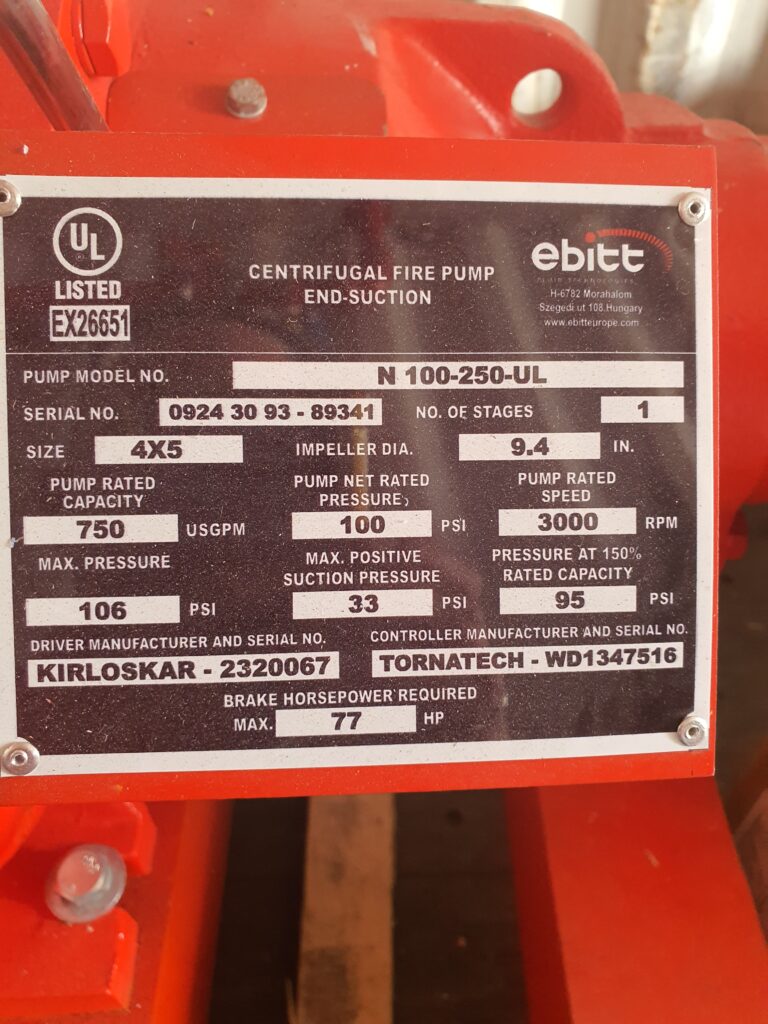 UL
LISTED
EX26651
CENTRIFUGAL FIRE PUMP
END-SUCTION
ebitt
FLUID TECHNOLOGIES
H-6782 Morahalom
Szegedi ut 108.Hungary
www.ebitteurope.com
PUMP MODEL NO. N 100-250-UL
SERIAL NO. 0924 30 93 - 89341 NO. OF STAGES 1
SIZE 4X5 IMPELLER DIA. 9.4 IN.
PUMP RATED CAPACITY 750 USGPM
PUMP NET RATED PRESSURE 100 PSI
PUMP RATED SPEED 3000 RPM
MAX. PRESSURE 106 PSI
MAX. POSITIVE SUCTION PRESSURE 33 PSI
PRESSURE AT 150% RATED CAPACITY 95 PSI
DRIVER MANUFACTURER AND SERIAL NO.
KIRLOSKAR - 2320067
CONTROLLER MANUFACTURER AND SERIAL NO.
TORNATECH - WD1347516
BRAKE HORSEPOWER REQUIRED
MAX. 77 HP
8.8